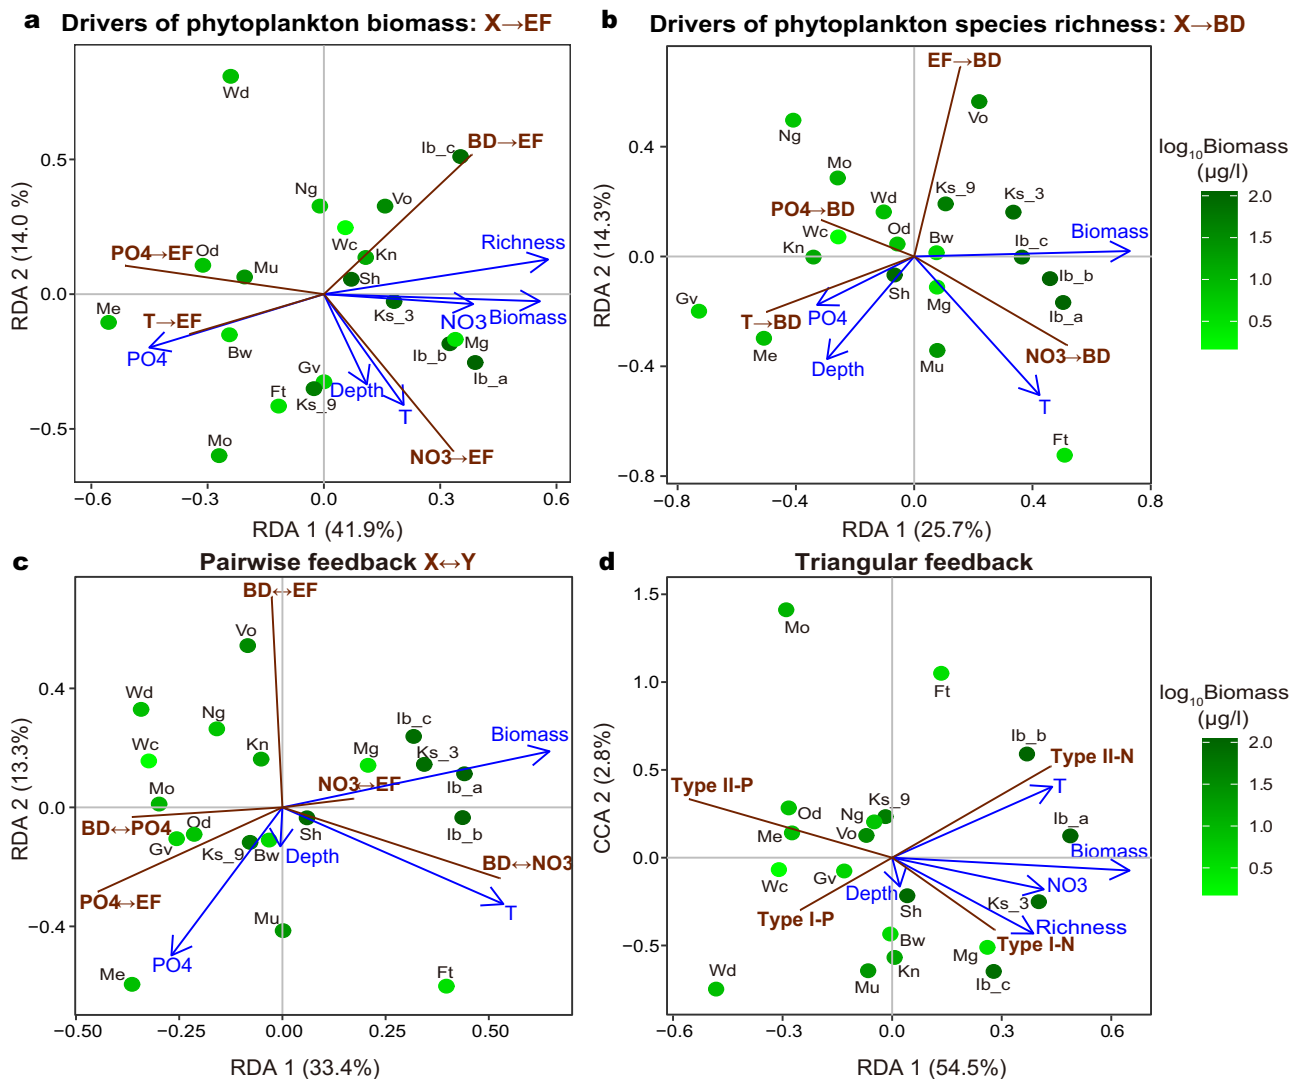 a Drivers of phytoplankton biomass: X→EF
RDA 2 (14.0 %)
0.5
0.0
−0.5
−0.6
−0.3
0.0
0.3
0.6
RDA 1 (41.9%)
Wd
Ib_c
BD→EF
Ng
Vo
Wc
Kn
Richness
PO4→EF
Od
Mu
Sh
Me
T→EF
Ks_3
NO3
Biomass
PO4
Bw
Ib_b
Mg
Ib_a
Gv
Depth
Ft
Ks_9
T
Mo
NO3→EF
b Drivers of phytoplankton species richness: X→BD
RDA 2 (14.3%)
0.4
0.0
−0.4
−0.8
−0.8
−0.4
0.0
0.4
0.8
RDA 1 (25.7%)
EF→BD
Vo
Ng
Mo
Wd
Ks_9
Ks_3
PO4→BD
Wc
Od
Bw
Biomass
Kn
Ib_c
Ib_b
Sh
Mg
Ib_a
Gv
T→BD
PO4
Me
Depth
Mu
NO3→BD
T
Ft
log10Biomass
(µg/l)
2.0
1.5
1.0
0.5
c Pairwise feedback X↔Y
RDA 2 (13.3%)
0.4
0.0
−0.4
−0.50
−0.25
0.00
0.25
0.50
RDA 1 (33.4%)
BD↔EF
Vo
Wd
Ng
Ib_c
Biomass
Wc
Kn
Mg
Ks_3
Mo
NO3↔EF
Ib_a
BD↔PO4
Od
Sh
Ib_b
Gv
Ks_9
Bw
Depth
BD↔NO3
PO4↔EF
T
Mu
PO4
Me
Ft
d Triangular feedback
CCA 2 (2.8%)
1.5
1.0
0.5
0.0
−0.5
−0.6
−0.3
0.0
0.3
0.6
RDA 1 (54.5%)
Mo
Ft
Ib_b
Type II-N
Type II-P
T
Ks_9
Od
Ng
Me
Vo
Ib_a
Biomass
Wc
Gv
Depth
NO3
Sh
Ks_3
Type I-P
Richness
Bw
Type I-N
Mg
Wd
Mu
Kn
Ib_c
log10Biomass
(µg/l)
2.0
1.5
1.0
0.5